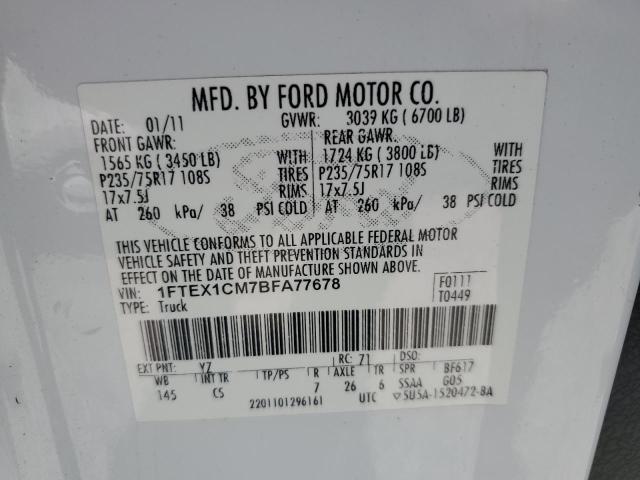 MFD. BY FORD MOTOR CO.
DATE: 01/11 GVWR: 3039 KG ( 6700 LB)
FRONT GAWR: REAR GAWR:
1565 KG ( 3450 LB) WITH 1724 KG ( 3800 LB) WITH
P235/75R17 108S TIRES P235/75R17 108S TIRES
17x7.5J RIMS 17x7.5J RIMS
AT 260 kPa/ 38 PSI COLD AT 260 kPa/ 38 PSI COLD
THIS VEHICLE CONFORMS TO ALL APPLICABLE FEDERAL MOTOR
VEHICLE SAFETY AND THEFT PREVENTION STANDARDS IN
EFFECT ON THE DATE OF MANUFACTURE SHOWN ABOVE.
VIN: 1FTEX1CM7BFA77678 F0111
TYPE: Truck T0449
EXT PNT: YZ RC: 71 DSO:
WB INT TR TP/PS R AXLE TR SPR BF617
145 CS 7 26 6 SSAA G05
2201101296161 UTC ▽5U5A-1520472-BA